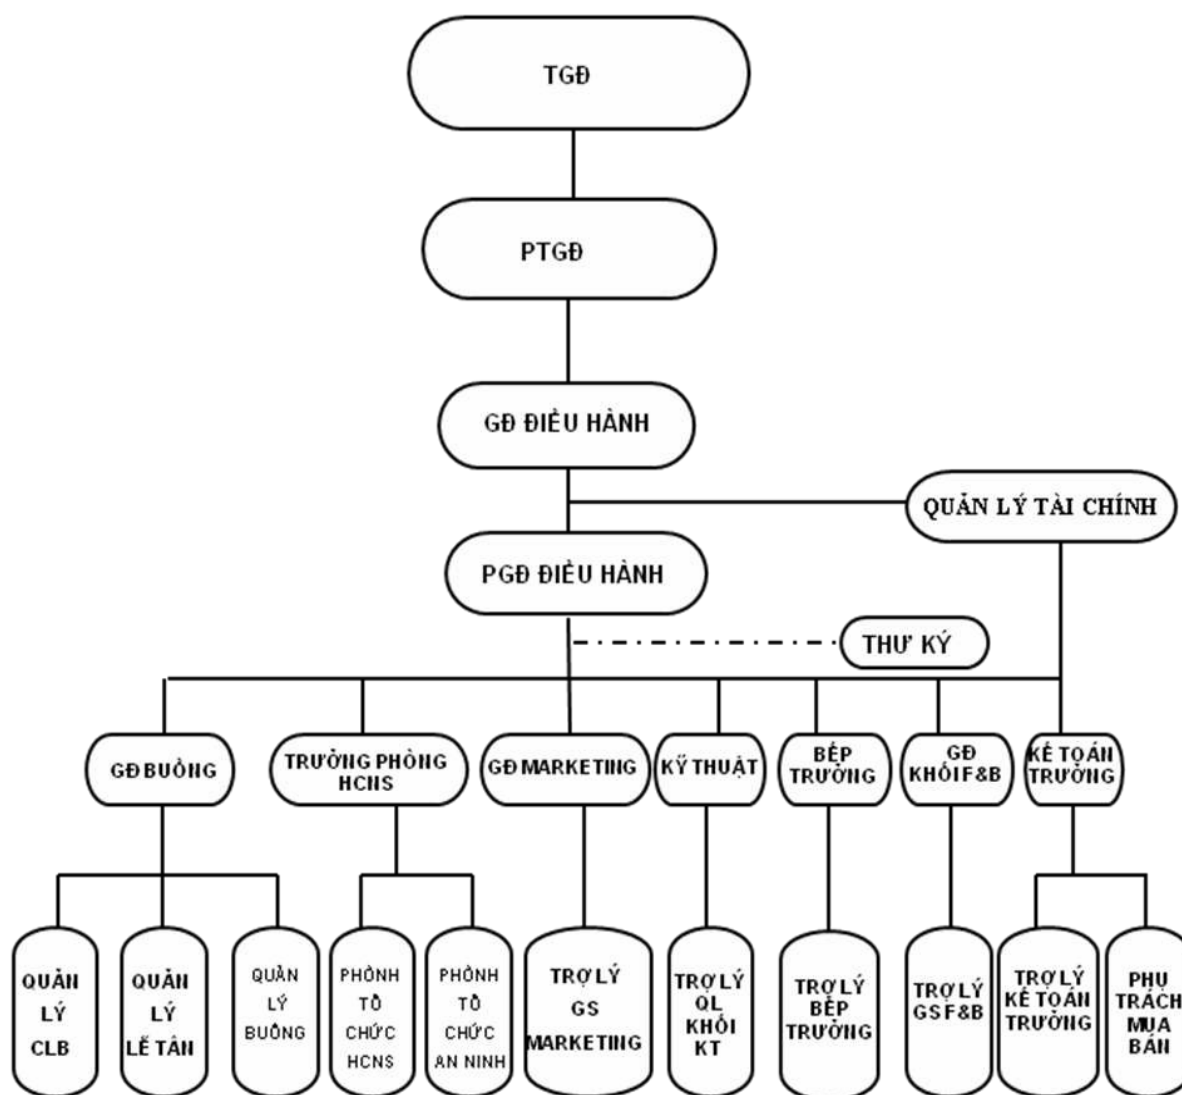 TGĐ
PTGĐ
GĐ ĐIỀU HÀNH
QUẢN LÝ TÀI CHÍNH
PGĐ ĐIỀU HÀNH
THƯ KÝ
GĐ BUỒNG
TRƯỞNG PHÒNG
HCNS
GĐ MARKETING
KỸ THUẬT
BẾP
TRƯỞNG
GĐ
KHỐI F&B
KẾ TOÁN
TRƯỞNG
QUẢN
LÝ
CLB
QUẢN
LÝ
LỄ TÂN
QUẢN
LÝ
BUỒNG
PHÒNH
TỔ
CHỨC
HCNS
PHÒNH
TỔ
CHỨC
AN NINH
TRỢ LÝ
GS
MARKETING
TRỢ LÝ
QL
KHỐI
KT
TRỢ LÝ
BẾP
TRƯỞNG
TRỢ LÝ
GS F&B
TRỢ LÝ
KẾ TOÁN
TRƯỞNG
PHỤ
TRÁCH
MUA
BÁN